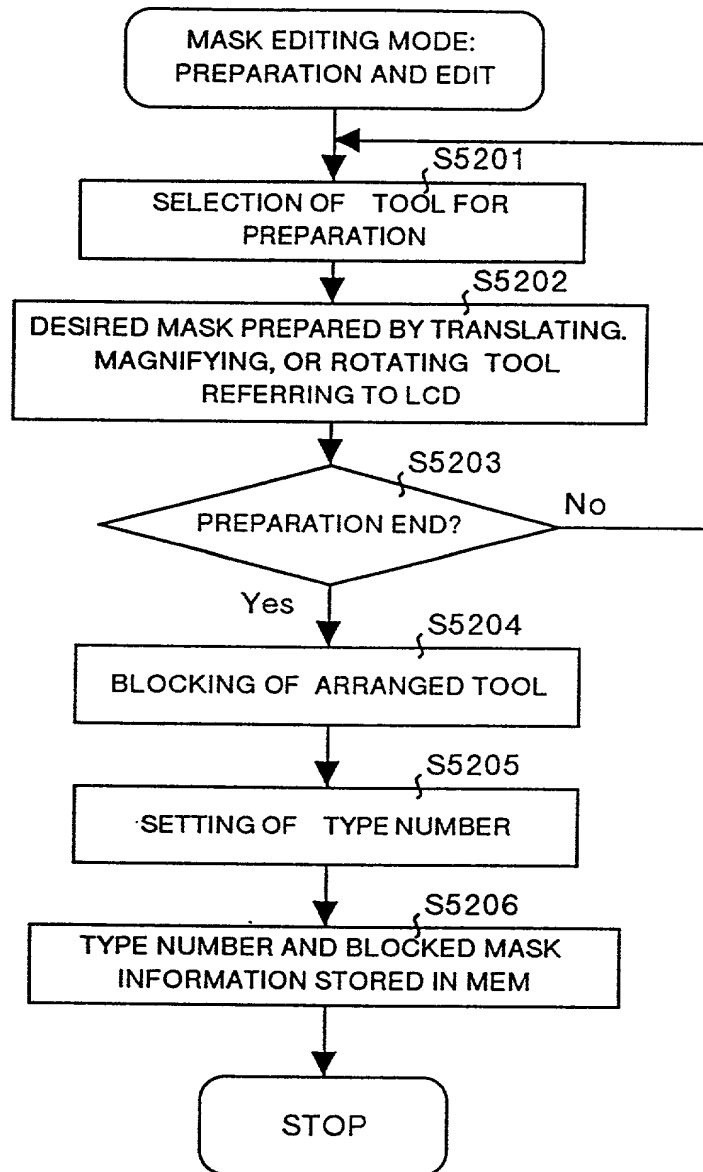 MASK EDITING MODE:
PREPARATION AND EDIT
S5201
SELECTION OF TOOL FOR
PREPARATION
S5202
DESIRED MASK PREPARED BY TRANSLATING.
MAGNIFYING, OR ROTATING TOOL
REFERRING TO LCD
S5203
PREPARATION END?
No
Yes
S5204
BLOCKING OF ARRANGED TOOL
S5205
SETTING OF TYPE NUMBER
S5206
TYPE NUMBER AND BLOCKED MASK
INFORMATION STORED IN MEM
STOP